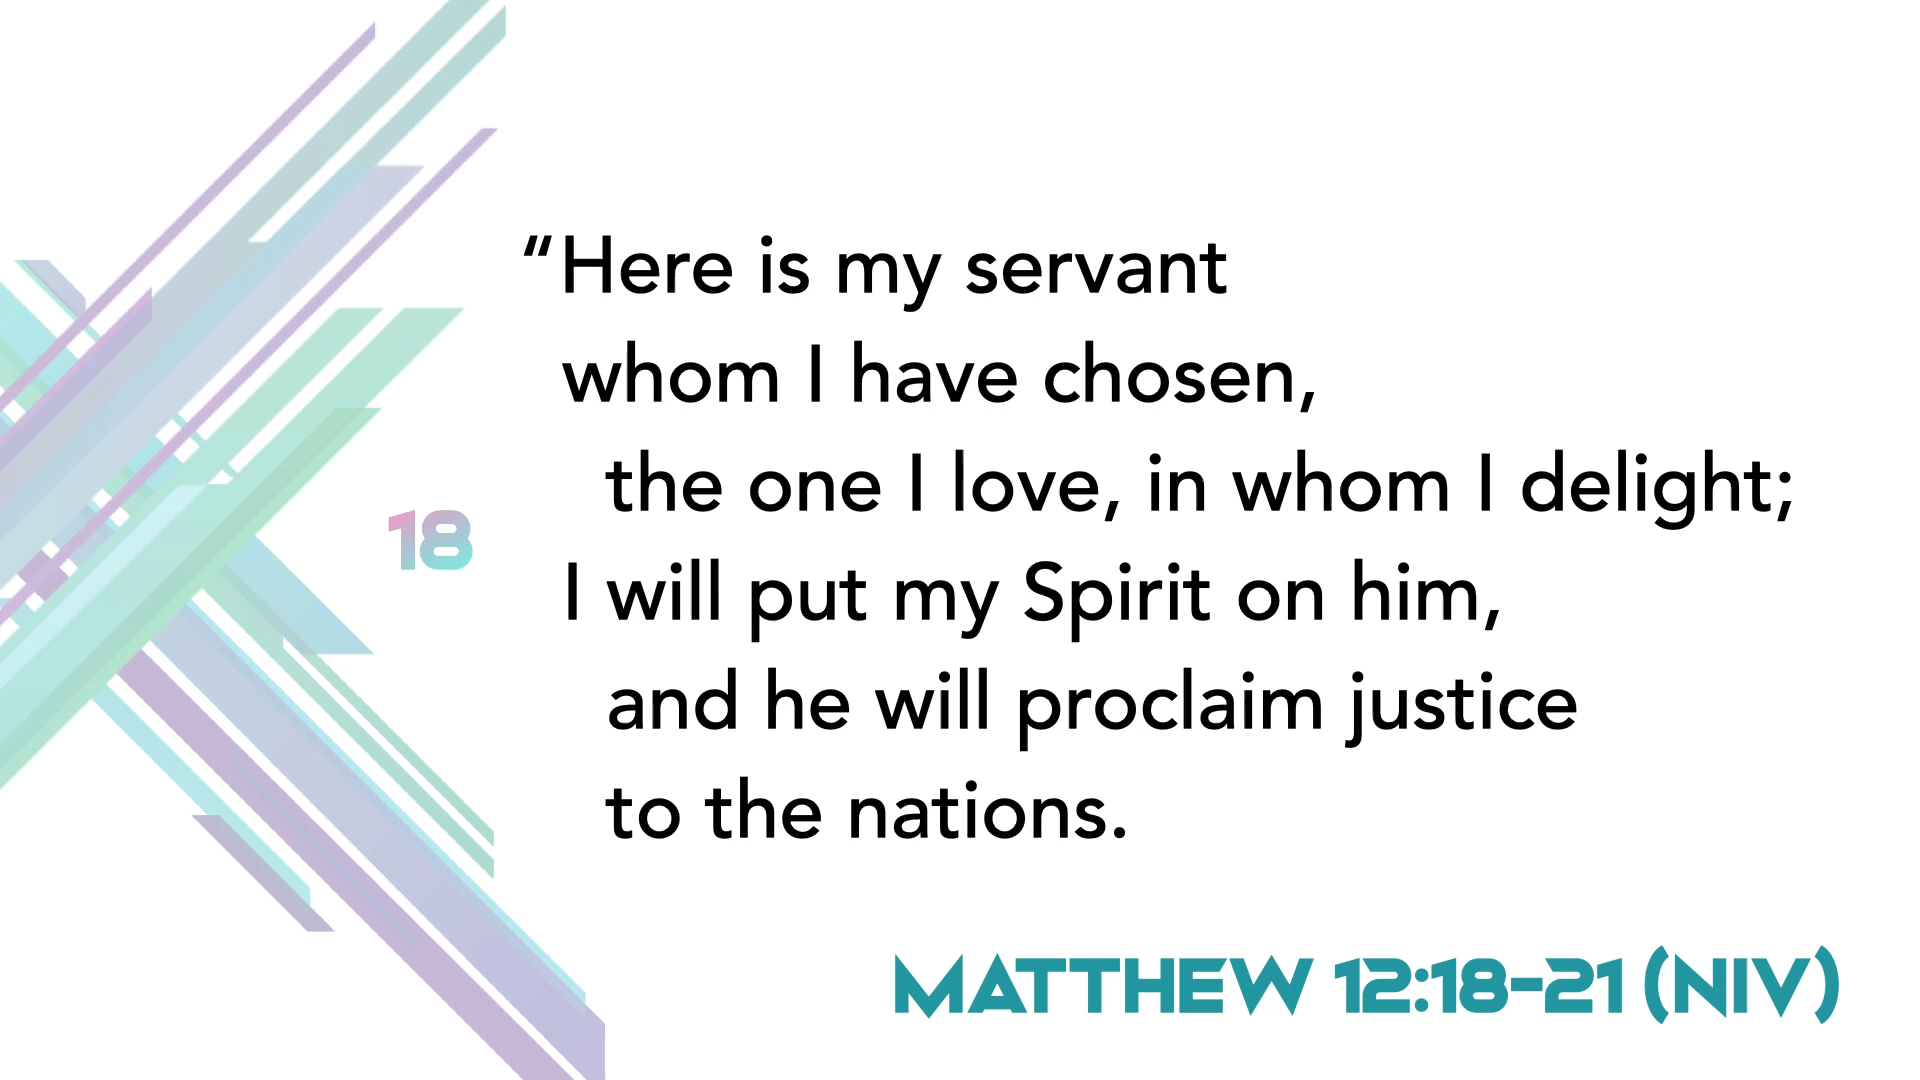 “Here is my servant
whom I have chosen,
the one I love, in whom I delight;
18
I will put my Spirit on him,
and he will proclaim justice
to the nations.
MATTHEW 12:18-21 (NIV)